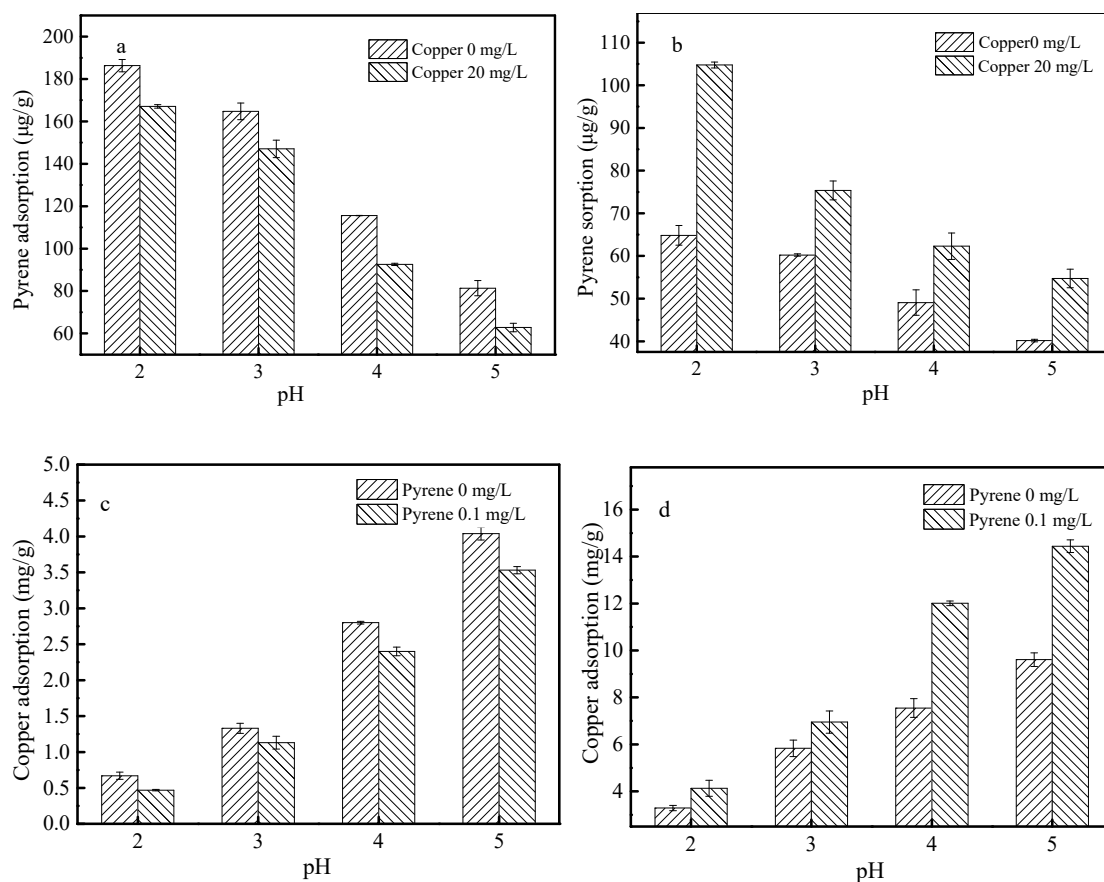 a
Copper 0 mg/L
Copper 20 mg/L
Pyrene adsorption (μg/g)
200
180
160
140
120
100
80
60
2 3 4 5
pH
b
Copper0 mg/L
Copper 20 mg/L
Pyrene sorption (μg/g)
110
100
90
80
70
60
50
40
2 3 4 5
pH
c
Pyrene 0 mg/L
Pyrene 0.1 mg/L
Copper adsorption (mg/g)
5.0
4.5
4.0
3.5
3.0
2.5
2.0
1.5
1.0
0.5
0.0
2 3 4 5
pH
d
Pyrene 0 mg/L
Pyrene 0.1 mg/L
Copper adsorption (mg/g)
16
14
12
10
8
6
4
2 3 4 5
pH